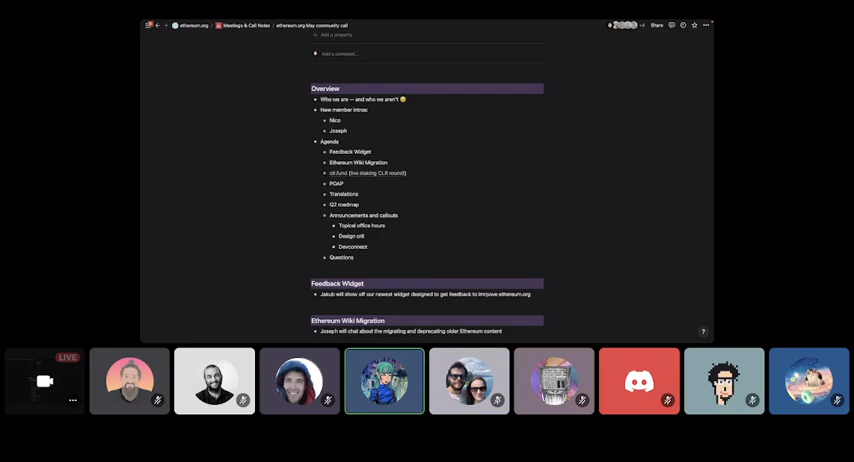 ethereum.org / Meetings & Call Notes / ethereum.org May community call
+4 Share
Add a property
Add a comment...
Overview
Who we are — and who we aren't
New member intros:
Nico
Joseph
Agenda
Feedback Widget
Ethereum Wiki Migration
clr.fund (live staking CLR round!)
POAP
Translations
Q2 roadmap
Announcements and callouts
Topical office hours
Design crit
Devconnect
Questions
Feedback Widget
Jakub will show off our newest widget designed to get feedback to imrpove ethereum.org
Ethereum Wiki Migration
Joseph will chat about the migrating and deprecating older Ethereum content
?
LIVE